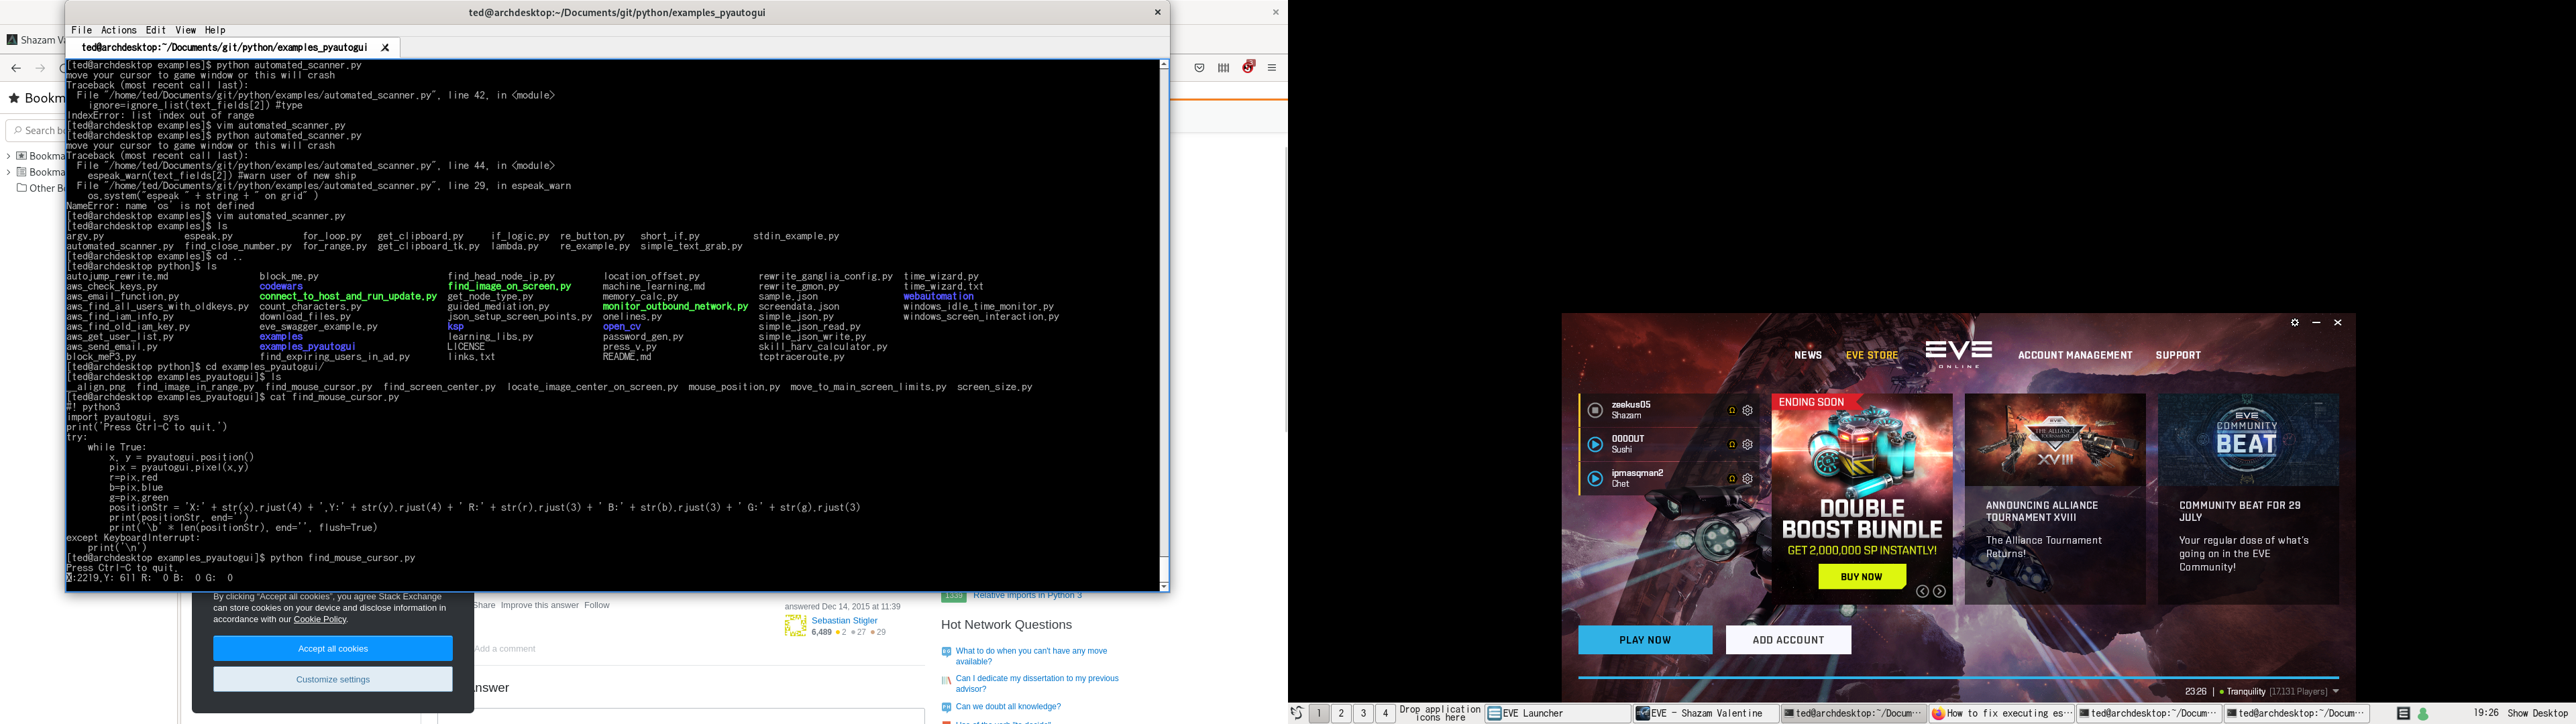 ted@archdesktop:~/Documents/git/python/examples_pyautogui
File Actions Edit View Help
ted@archdesktop:~/Documents/git/python/examples_pyautogui
[ted@archdesktop examples]$ python automated_scanner.py
move your cursor to game window or this will crash
Traceback (most recent call last):
  File "/home/ted/Documents/git/python/examples/automated_scanner.py", line 42, in <module>
    ignore=ignore_list(text_fields[2]) #type
IndexError: list index out of range
[ted@archdesktop examples]$ vim automated_scanner.py
[ted@archdesktop examples]$ python automated_scanner.py
move your cursor to game window or this will crash
Traceback (most recent call last):
  File "/home/ted/Documents/git/python/examples/automated_scanner.py", line 44, in <module>
    espeak_warn(text_fields[2]) #warn user of new ship
  File "/home/ted/Documents/git/python/examples/automated_scanner.py", line 29, in espeak_warn
    os.system("espeak " + string + " on grid" )
NameError: name 'os' is not defined
[ted@archdesktop examples]$ vim automated_scanner.py
[ted@archdesktop examples]$ ls
argv.py espeak.py for_loop.py get_clipboard.py if_logic.py re_button.py short_if.py stdin_example.py
automated_scanner.py find_close_number.py for_range.py get_clipboard_tk.py lambda.py re_example.py simple_text_grab.py
[ted@archdesktop examples]$ cd ..
[ted@archdesktop python]$ ls
autojump_rewrite.md block_me.py find_head_node_ip.py location_offset.py rewrite_ganglia_config.py time_wizard.py
aws_check_keys.py codewars find_image_on_screen.py machine_learning.md rewrite_gmon.py time_wizard.txt
aws_email_function.py connect_to_host_and_run_update.py get_node_type.py memory_calc.py sample.json webautomation
aws_find_all_users_with_oldkeys.py count_characters.py guided_mediation.py monitor_outbound_network.py screendata.json windows_idle_time_monitor.py
aws_find_iam_info.py download_files.py json_setup_screen_points.py onelines.py simple.json windows_screen_interaction.py
aws_find_old_iam_key.py eve_swagger_example.py ksp open_cv simple_json_read.py
aws_get_user_list.py examples learning_libs.py password_gen.py simple_json_write.py
aws_send_email.py examples_pyautogui LICENSE press_v.py skill_harv_calculator.py
block_meP3.py find_expiring_users_in_ad.py links.txt README.md tcptraceroute.py
[ted@archdesktop python]$ cd examples_pyautogui/
[ted@archdesktop examples_pyautogui]$ ls
_align.png find_image_in_range.py find_mouse_cursor.py find_screen_center.py locate_image_center_on_screen.py mouse_position.py move_to_main_screen_limits.py screen_size.py
[ted@archdesktop examples_pyautogui]$ cat find_mouse_cursor.py
#! python3
import pyautogui, sys
print('Press Ctrl-C to quit.')
try:
    while True:
        x, y = pyautogui.position()
        pix = pyautogui.pixel(x,y)
        r=pix.red
        b=pix.blue
        g=pix.green
        positionStr = 'X:' + str(x).rjust(4) + ',Y:' + str(y).rjust(4) + ' R:' + str(r).rjust(3) + ' B:' + str(b).rjust(3) + ' G:' + str(g).rjust(3)
        print(positionStr, end='')
        print('\b' * len(positionStr), end='', flush=True)
except KeyboardInterrupt:
    print('\n')
[ted@archdesktop examples_pyautogui]$ python find_mouse_cursor.py
Press Ctrl-C to quit.
X:2219,Y: 611 R:  0 B:  0 G:  0
Shazam Va
Bookm
Search bo
Bookma
Bookma
Other Bo
By clicking “Accept all cookies”, you agree Stack Exchange
can store cookies on your device and disclose information in
accordance with our Cookie Policy.
Accept all cookies
Customize settings
Share Improve this answer Follow
answered Dec 14, 2015 at 11:39
Sebastian Stigler
6,489 2 27 29
Add a comment
nswer
1339 Relative imports in Python 3
Hot Network Questions
What to do when you can't have any move
available?
Can I dedicate my dissertation to my previous
advisor?
Can we doubt all knowledge?
NEWS
EVE STORE
EVE
ONLINE
ACCOUNT MANAGEMENT
SUPPORT
zeekus05
Shazam
0000UT
Sushi
ipmasqman2
Chet
ENDING SOON
DOUBLE
BOOST BUNDLE
GET 2,000,000 SP INSTANTLY!
BUY NOW
THE ALLIANCE
TOURNAMENT
XVIII
ANNOUNCING ALLIANCE
TOURNAMENT XVIII
The Alliance Tournament
Returns!
EVE
COMMUNITY
BEAT
COMMUNITY BEAT FOR 29
JULY
Your regular dose of what's
going on in the EVE
Community!
PLAY NOW
ADD ACCOUNT
23:26 | Tranquility [17,131 Players]
1 2 3 4
Drop application
icons here
EVE Launcher
EVE - Shazam Valentine
ted@archdesktop:~/Docum...
How to fix executing es...
ted@archdesktop:~/Docum...
ted@archdesktop:~/Docum...
19:26
Show Desktop